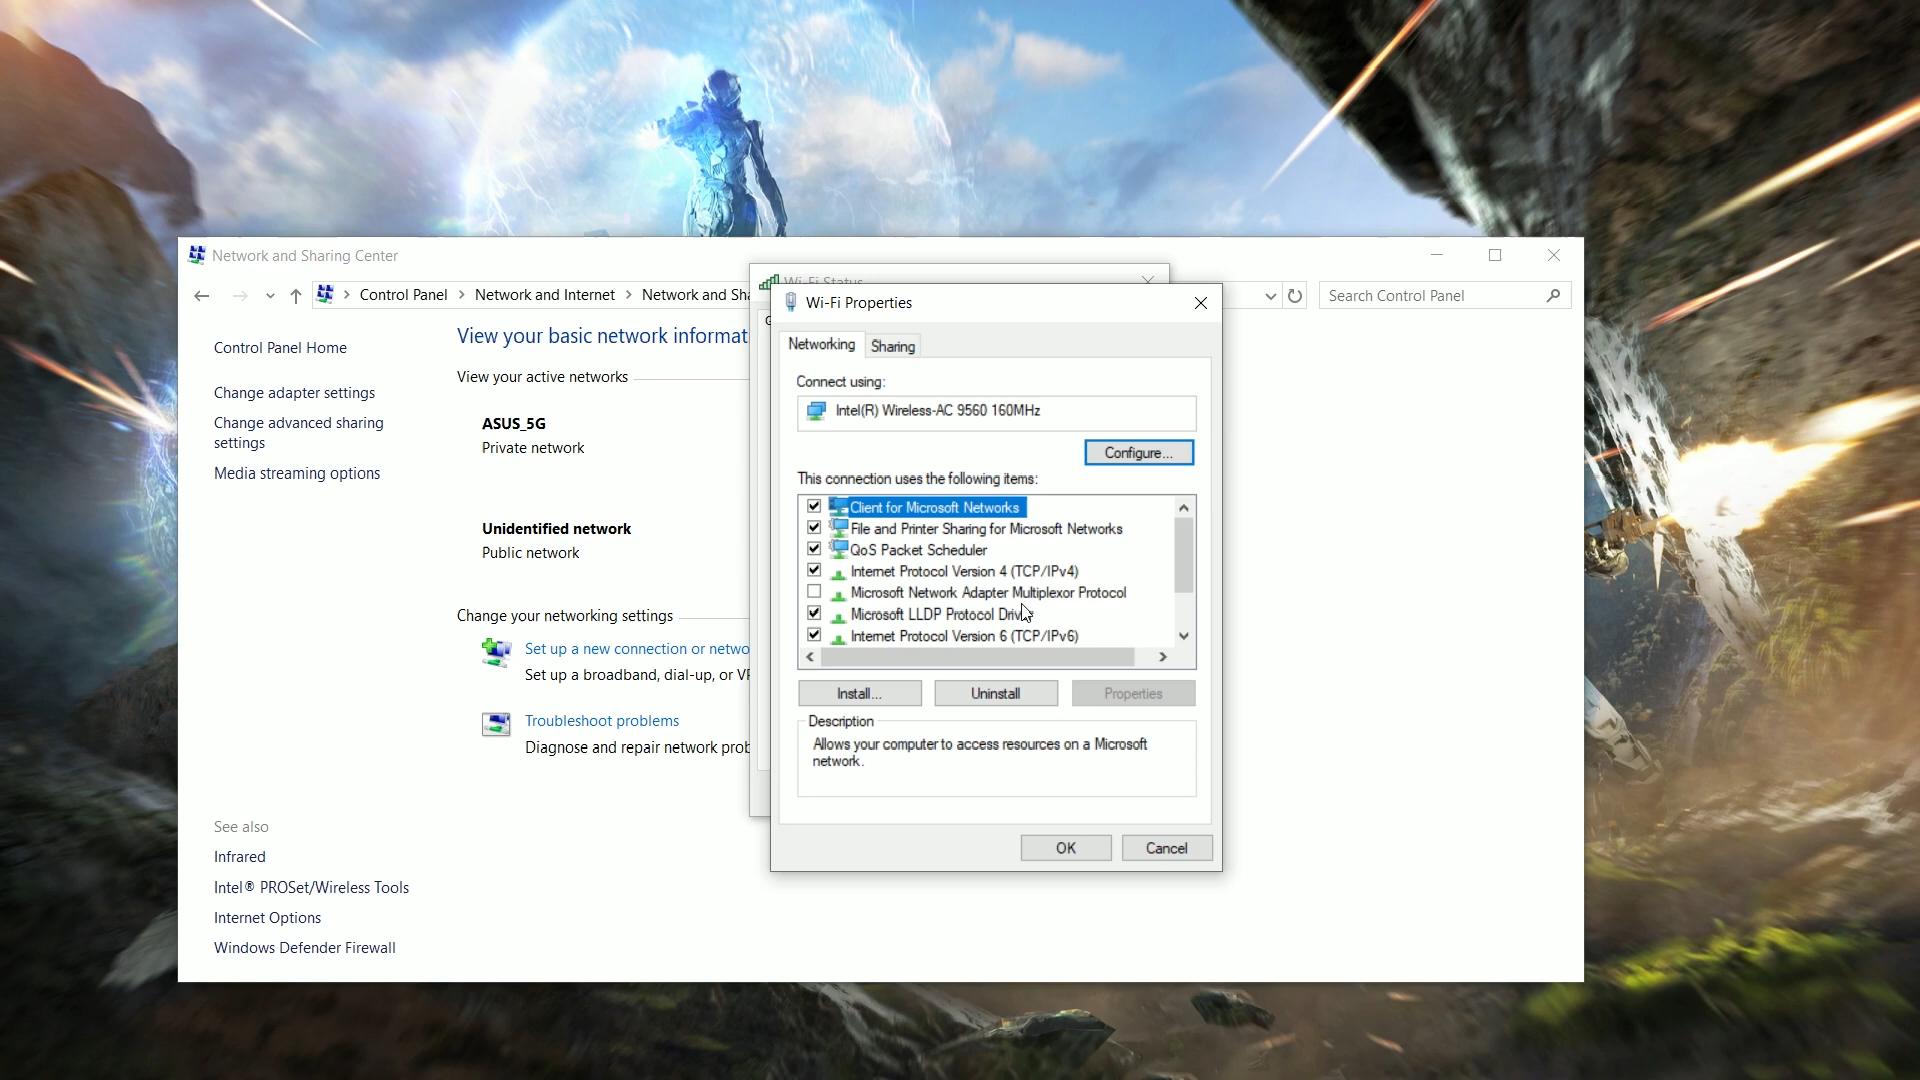 Network and Sharing Center
Control Panel
Network and Internet
Network and Sha
Search Control Panel
Control Panel Home
Change adapter settings
Change advanced sharing
settings
Media streaming options
See also
Infrared
Intel® PROSet/Wireless Tools
Internet Options
Windows Defender Firewall
View your basic network informat
View your active networks
ASUS_5G
Private network
Unidentified network
Public network
Change your networking settings
Set up a new connection or netwo
Set up a broadband, dial-up, or VP
Troubleshoot problems
Diagnose and repair network prob
Wi-Fi Status
Wi-Fi Properties
Networking
Sharing
Connect using:
Intel(R) Wireless-AC 9560 160MHz
Configure...
This connection uses the following items:
Client for Microsoft Networks
File and Printer Sharing for Microsoft Networks
QoS Packet Scheduler
Internet Protocol Version 4 (TCP/IPv4)
Microsoft Network Adapter Multiplexor Protocol
Microsoft LLDP Protocol Driver
Internet Protocol Version 6 (TCP/IPv6)
Install...
Uninstall
Properties
Description
Allows your computer to access resources on a Microsoft
network.
OK
Cancel